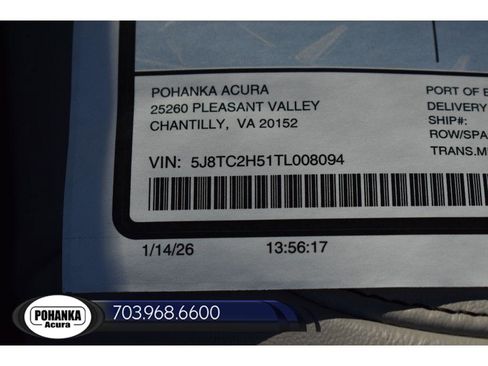 POHANKA ACURA
25260 PLEASANT VALLEY
CHANTILLY, VA 20152
PORT OF
DELIVERY
SHIP#:
ROW/SPA
TRANS.M
VIN: 5J8TC2H51TL008094
1/14/26 13:56:17
POHANKA
Acura
703.968.6600